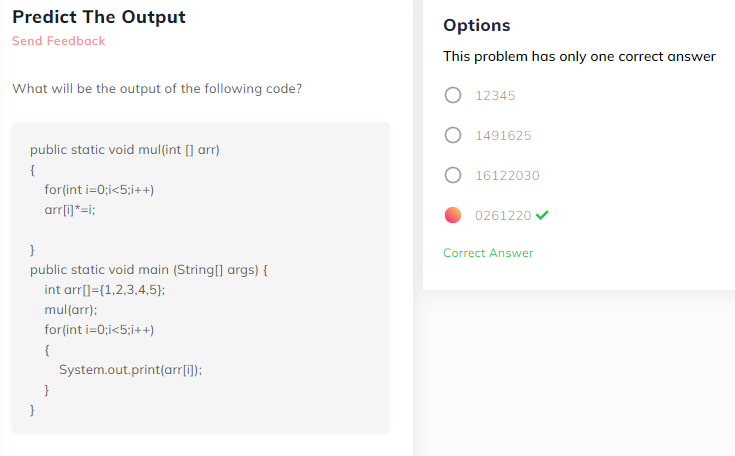 Predict The Output
Send Feedback
What will be the output of the following code?
public static void mul(int [] arr)
{
for(int i=0;i<5;i++)
arr[i]*=i;
}
public static void main (String[] args) {
int arr[]={1,2,3,4,5};
mul(arr);
for(int i=0;i<5;i++)
{
System.out.print(arr[i]);
}
}
Options
This problem has only one correct answer
12345
1491625
16122030
0261220
Correct Answer